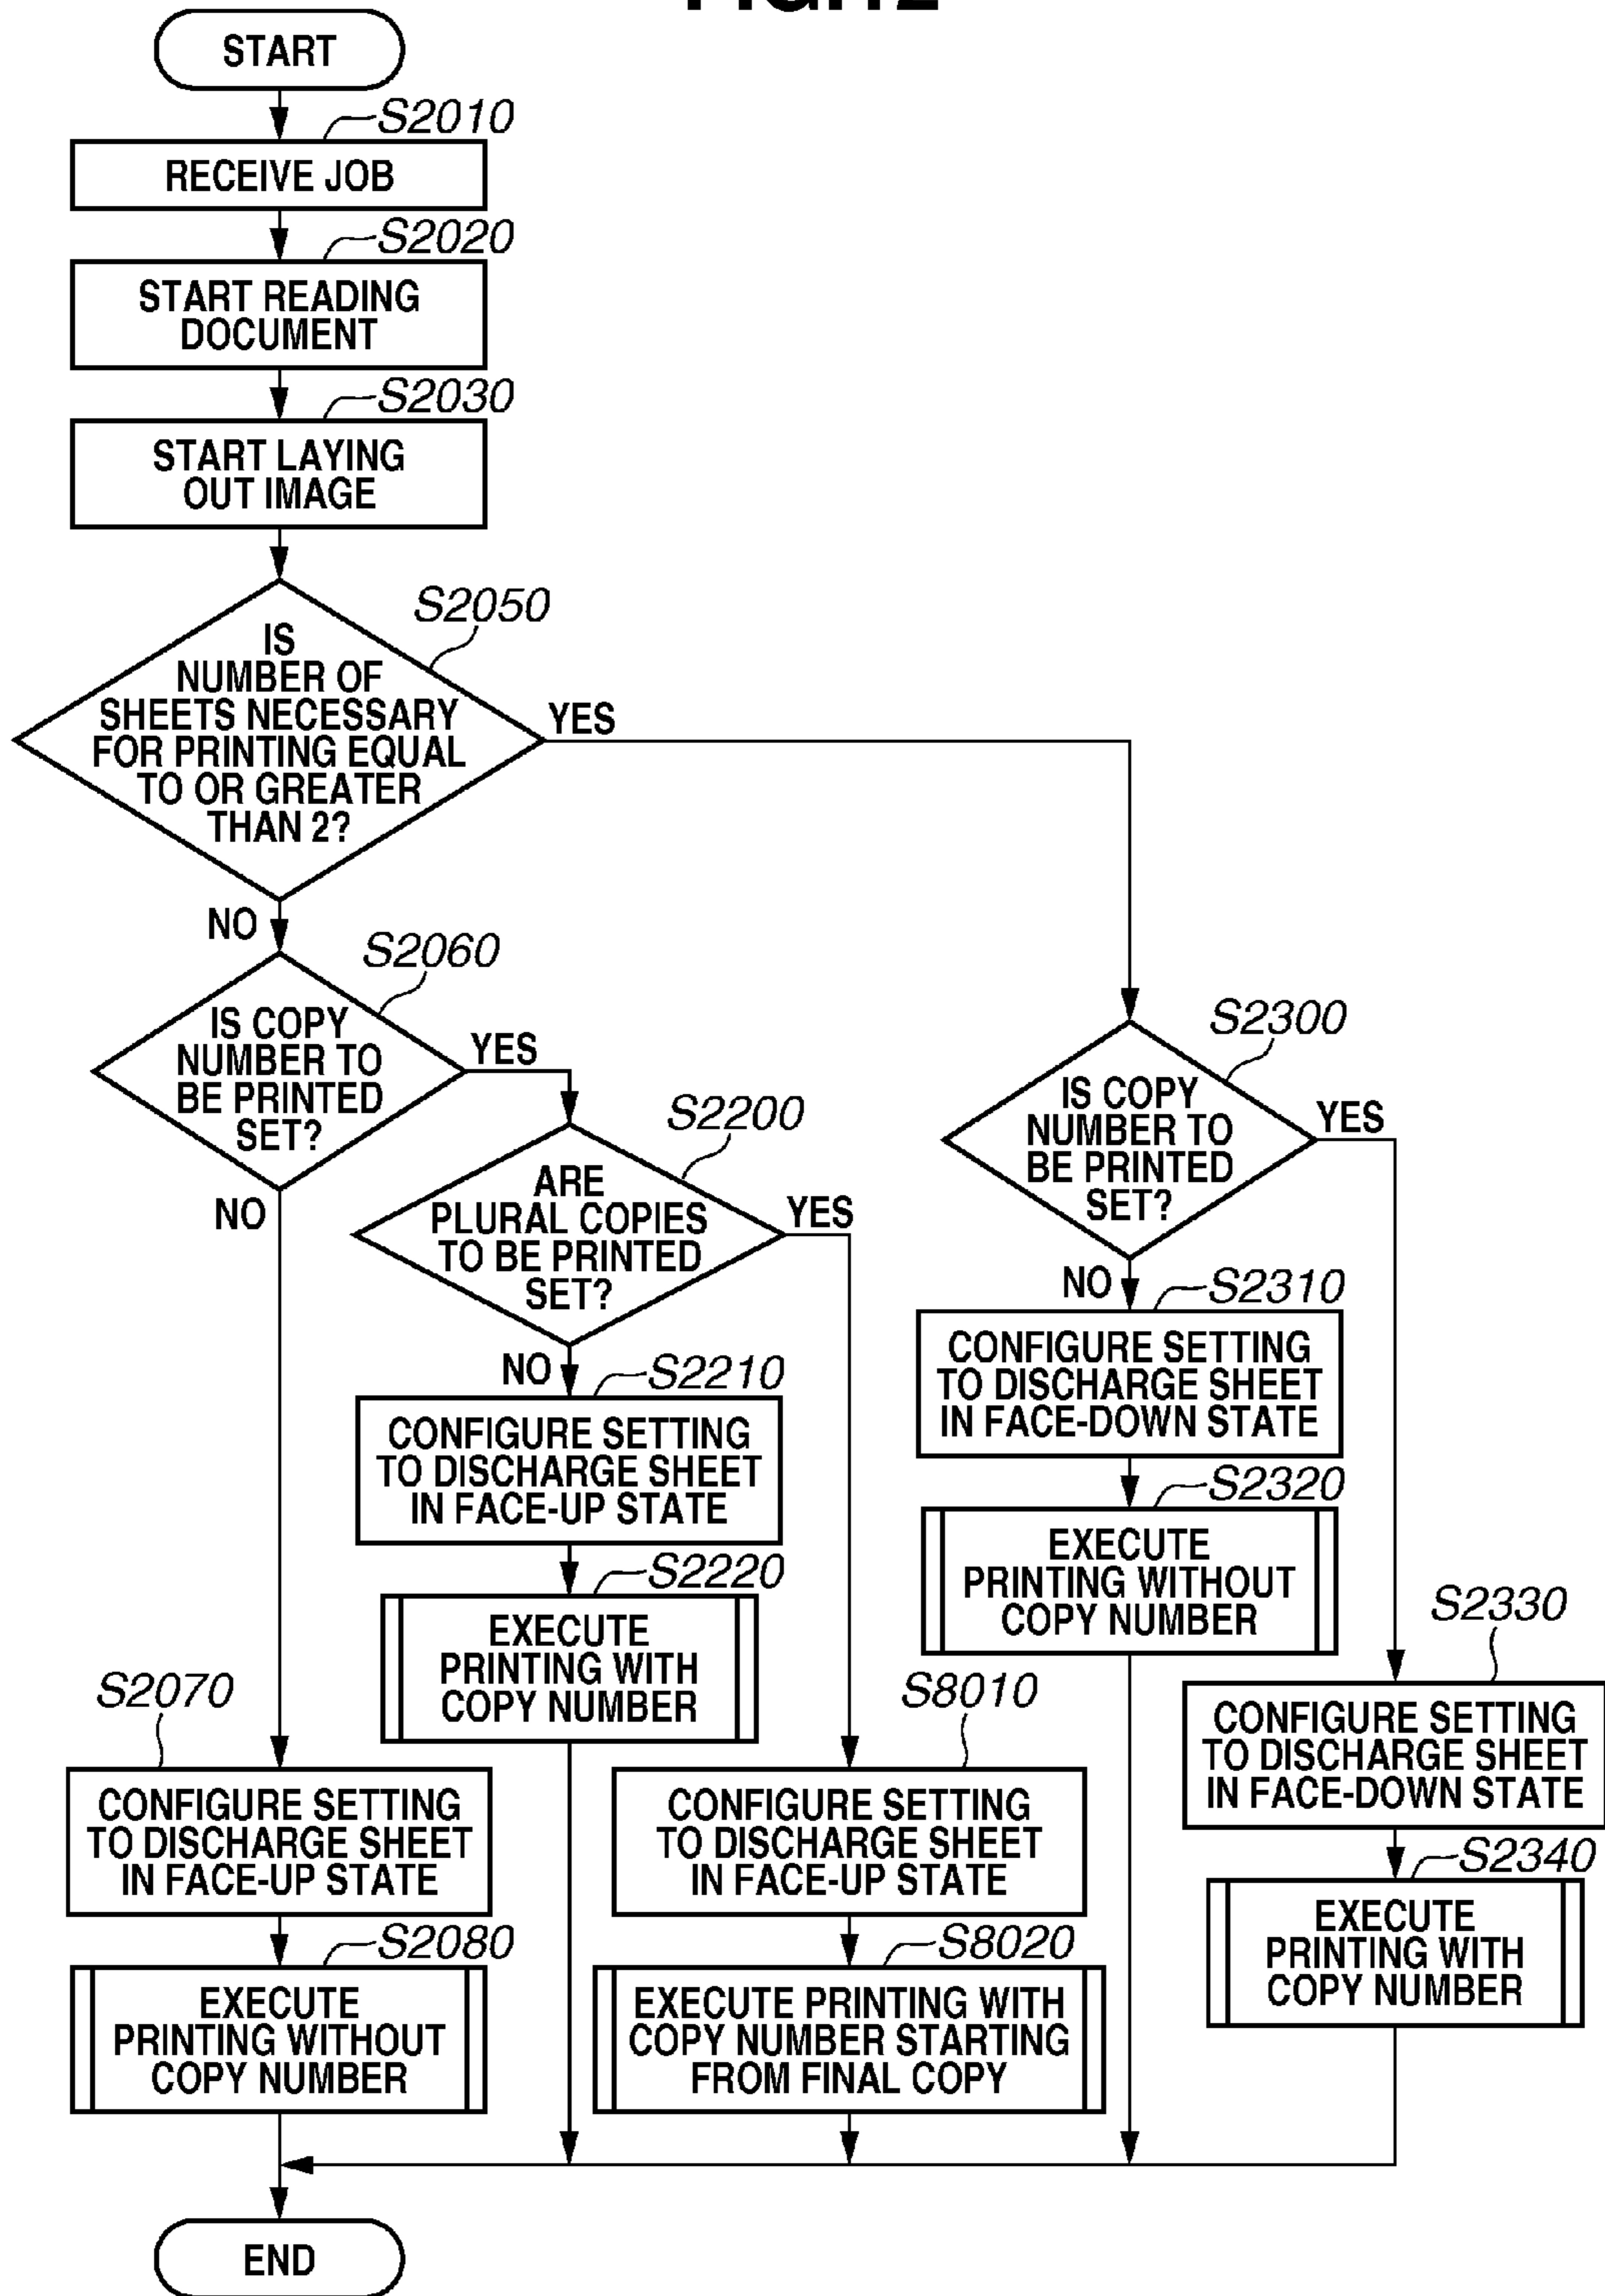 START
S2010
RECEIVE JOB
S2020
START READING
DOCUMENT
S2030
START LAYING
OUT IMAGE
S2050
IS
NUMBER OF
SHEETS NECESSARY
FOR PRINTING EQUAL
TO OR GREATER
THAN 2?
YES
NO
S2060
IS COPY
NUMBER TO
BE PRINTED
SET?
YES
NO
S2200
ARE
PLURAL COPIES
TO BE PRINTED
SET?
YES
NO
S2210
CONFIGURE SETTING
TO DISCHARGE SHEET
IN FACE-UP STATE
S2220
EXECUTE
PRINTING WITH
COPY NUMBER
S2300
IS COPY
NUMBER TO
BE PRINTED
SET?
YES
NO
S2310
CONFIGURE SETTING
TO DISCHARGE SHEET
IN FACE-DOWN STATE
S2320
EXECUTE
PRINTING WITHOUT
COPY NUMBER
S2330
CONFIGURE SETTING
TO DISCHARGE SHEET
IN FACE-DOWN STATE
S2340
EXECUTE
PRINTING WITH
COPY NUMBER
S2070
CONFIGURE SETTING
TO DISCHARGE SHEET
IN FACE-UP STATE
S2080
EXECUTE
PRINTING WITHOUT
COPY NUMBER
S8010
CONFIGURE SETTING
TO DISCHARGE SHEET
IN FACE-UP STATE
S8020
EXECUTE PRINTING WITH
COPY NUMBER STARTING
FROM FINAL COPY
END